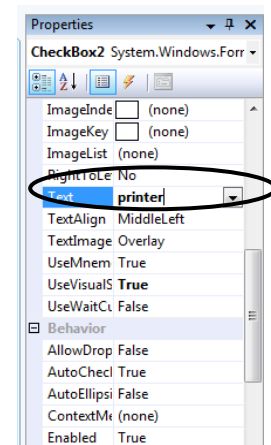 Properties
CheckBox2 System.Windows.Forr
ImageInde (none)
ImageKey (none)
ImageList (none)
RightToLe No
Text printer
TextAlign MiddleLeft
TextImage Overlay
UseMnem True
UseVisualS True
UseWaitCu False
Behavior
AllowDrop False
AutoChecl True
AutoEllipsi False
ContextMe (none)
Enabled True